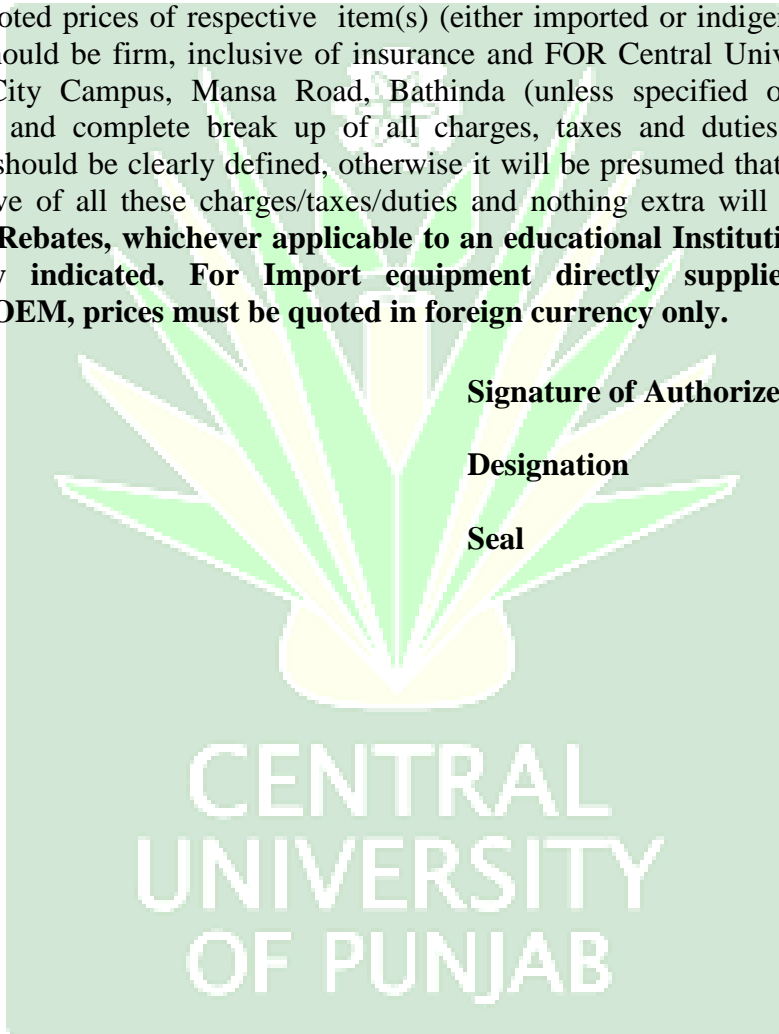 oted prices of respective item(s) (either imported or indiger
ould be firm, inclusive of insurance and FOR Central Univ
City Campus, Mansa Road, Bathinda (unless specified o
and complete break up of all charges, taxes and duties
should be clearly defined, otherwise it will be presumed that
ve of all these charges/taxes/duties and nothing extra will
Rebates, whichever applicable to an educational Instituti
y indicated. For Import equipment directly supplie
OEM, prices must be quoted in foreign currency only.
Signature of Authorize
Designation
Seal
CENTRAL
UNIVERSITY
OF PUNJAB